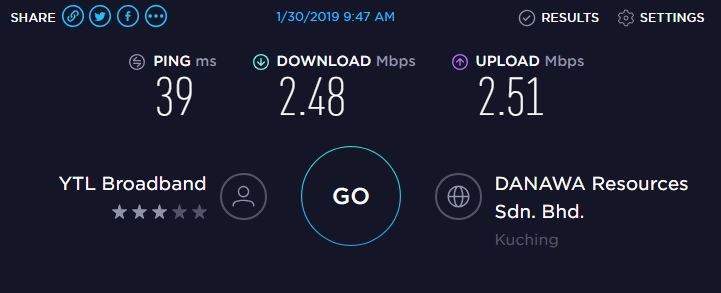 SHARE 1/30/2019 9:47 AM RESULTS SETTINGS
PING ms DOWNLOAD Mbps UPLOAD Mbps
39 2.48 2.51
YTL Broadband
GO
DANAWA Resources
Sdn. Bhd.
Kuching